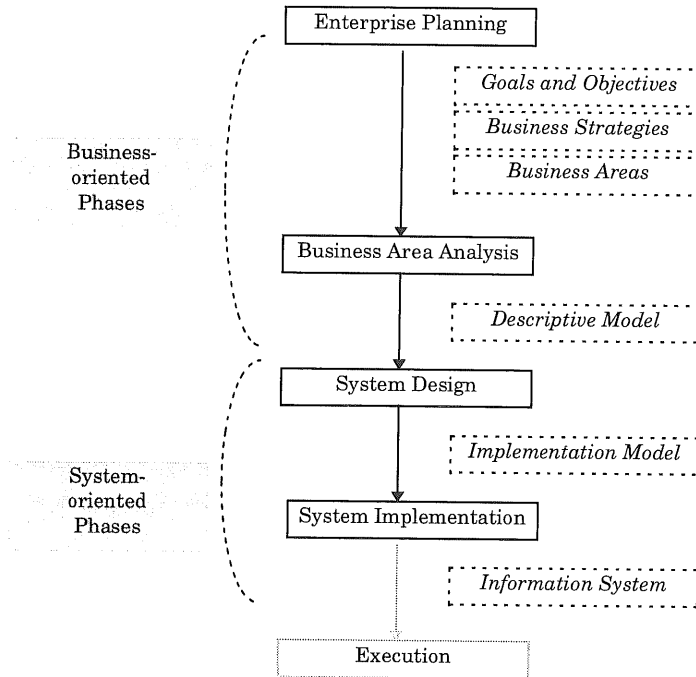 Enterprise Planning
Goals and Objectives
Business Strategies
Business Areas
Business-
oriented
Phases
Business Area Analysis
Descriptive Model
System Design
Implementation Model
System-
oriented
Phases
System Implementation
Information System
Execution